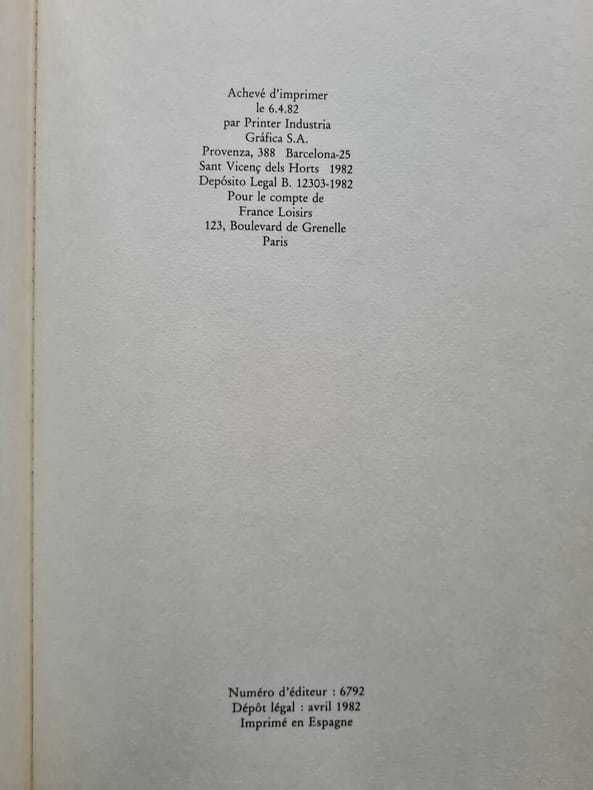 Achevé d'imprimer
le 6.4.82
par Printer Industria
Gráfica S.A.
Provenza, 388 Barcelona-25
Sant Vicenç dels Horts 1982
Depósito Legal B. 12303-1982
Pour le compte de
France Loisirs
123, Boulevard de Grenelle
Paris
Numéro d'éditeur : 6792
Dépôt légal : avril 1982
Imprimé en Espagne